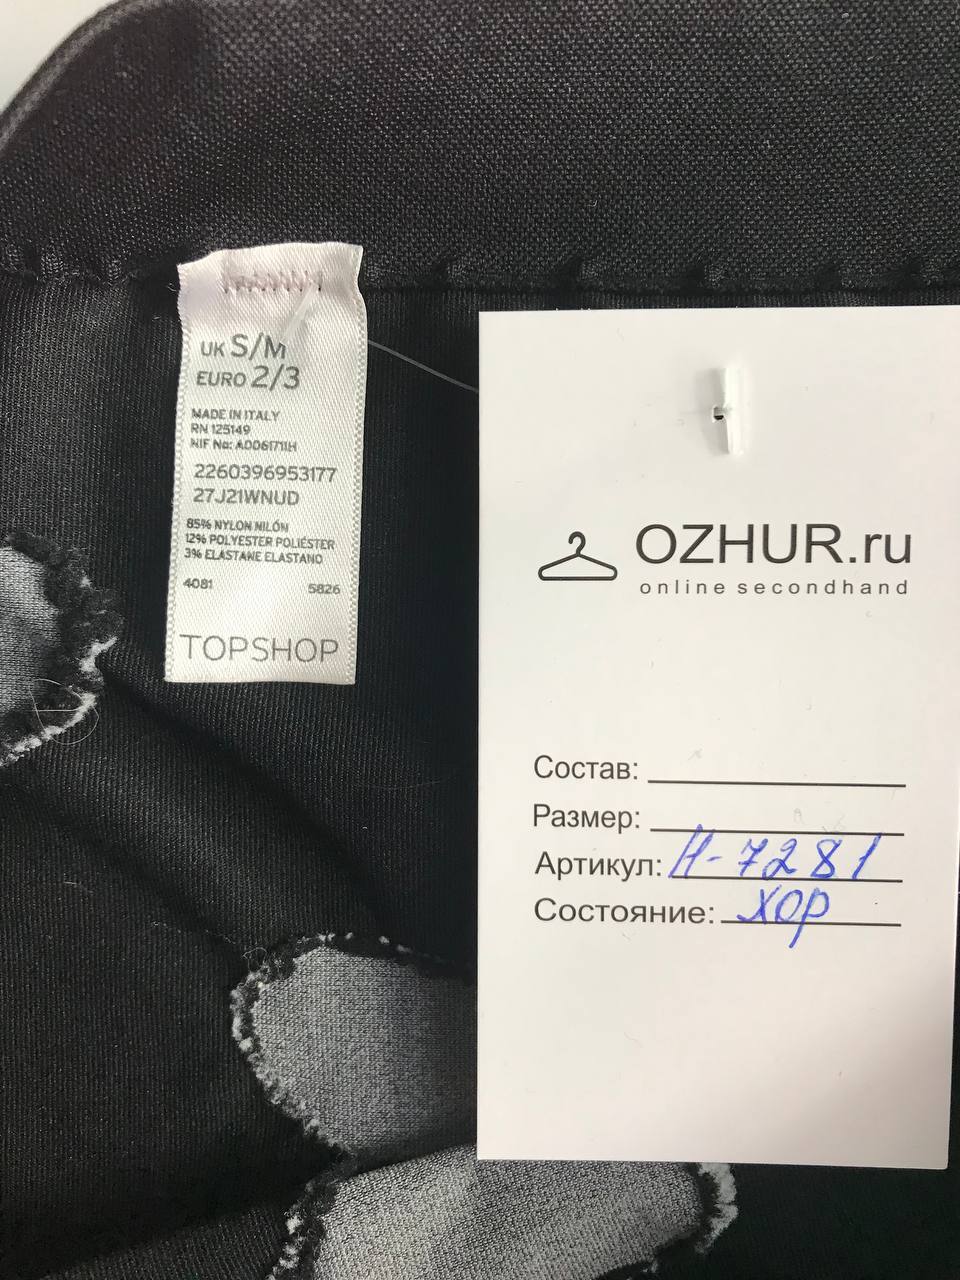 UK S/M
EURO 2/3
MADE IN ITALY
RN 125149
NIF No: A0061711H
2260396953177
27J21WNUD
85% NYLON NILÓN
12% POLYESTER POLIÉSTER
3% ELASTANE ELASTANO
4081 5826
TOPSHOP
OZHUR.ru
online secondhand
Состав:
Размер:
Артикул: Н-7281
Состояние: хор